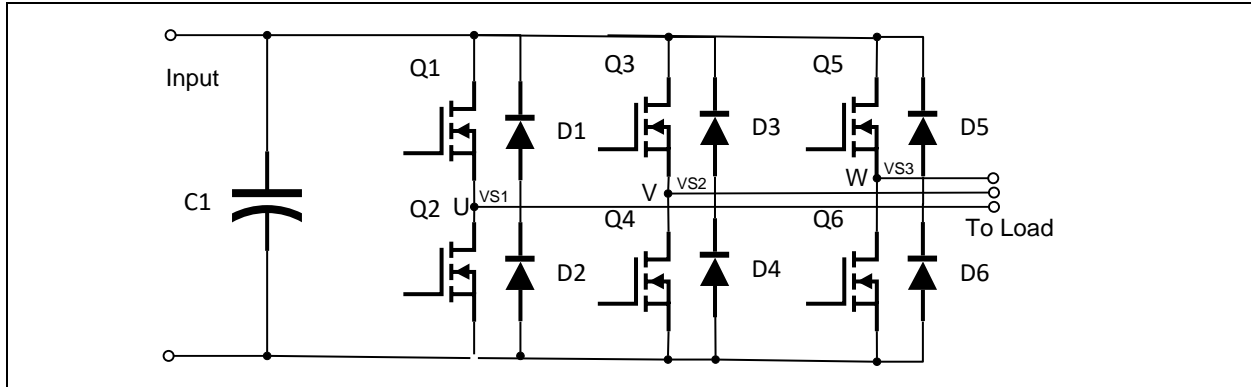 Input
C1
Q1
D1
Q3
D3
Q5
D5
U
VS1
V
VS2
W
VS3
Q2
D2
Q4
D4
Q6
D6
To Load